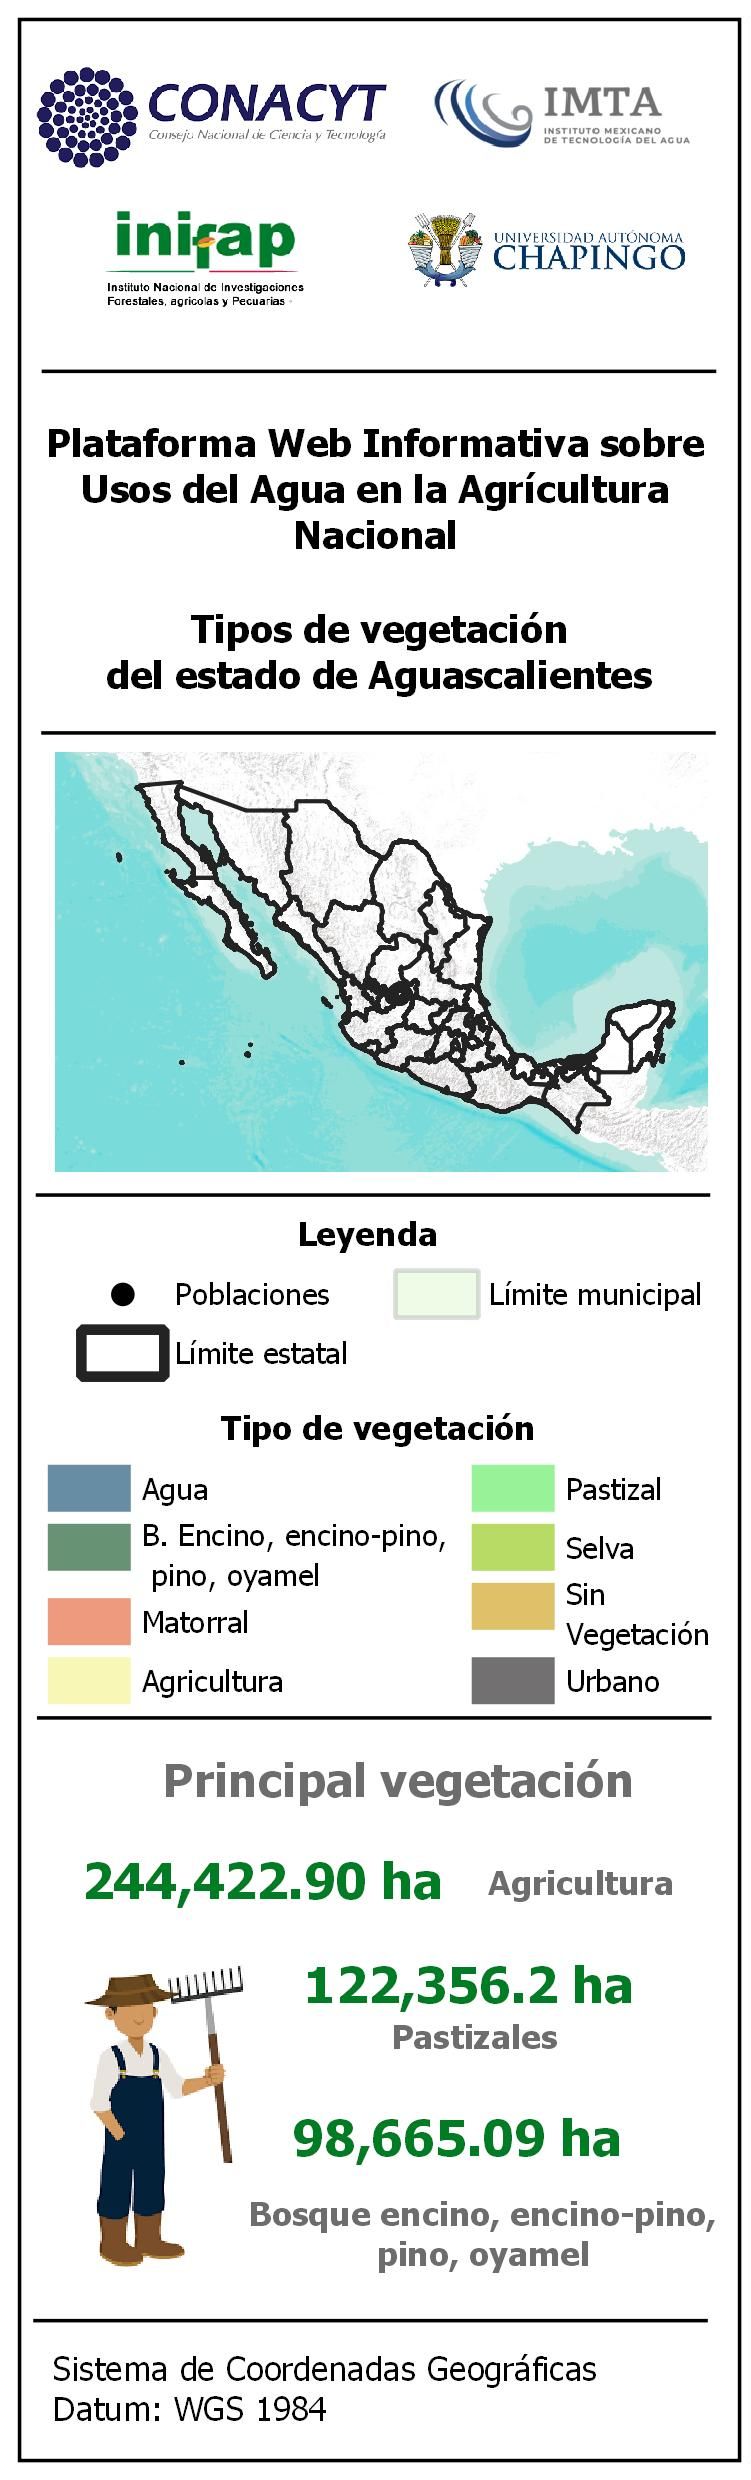 CONACYT
Consejo Nacional de Ciencia y Tecnología
IMTA
INSTITUTO MEXICANO
DE TECNOLOGÍA DEL AGUA
inifap
Instituto Nacional de Investigaciones
Forestales, agricolas y Pecuarias
UNIVERSIDAD AUTÓNOMA
CHAPINGO
Plataforma Web Informativa sobre
Usos del Agua en la Agrícultura
Nacional
Tipos de vegetación
del estado de Aguascalientes
Leyenda
Poblaciones
Límite municipal
Límite estatal
Tipo de vegetación
Agua
B. Encino, encino-pino,
pino, oyamel
Matorral
Agricultura
Pastizal
Selva
Sin
Vegetación
Urbano
Principal vegetación
244,422.90 ha Agricultura
122,356.2 ha
Pastizales
98,665.09 ha
Bosque encino, encino-pino,
pino, oyamel
Sistema de Coordenadas Geográficas
Datum: WGS 1984